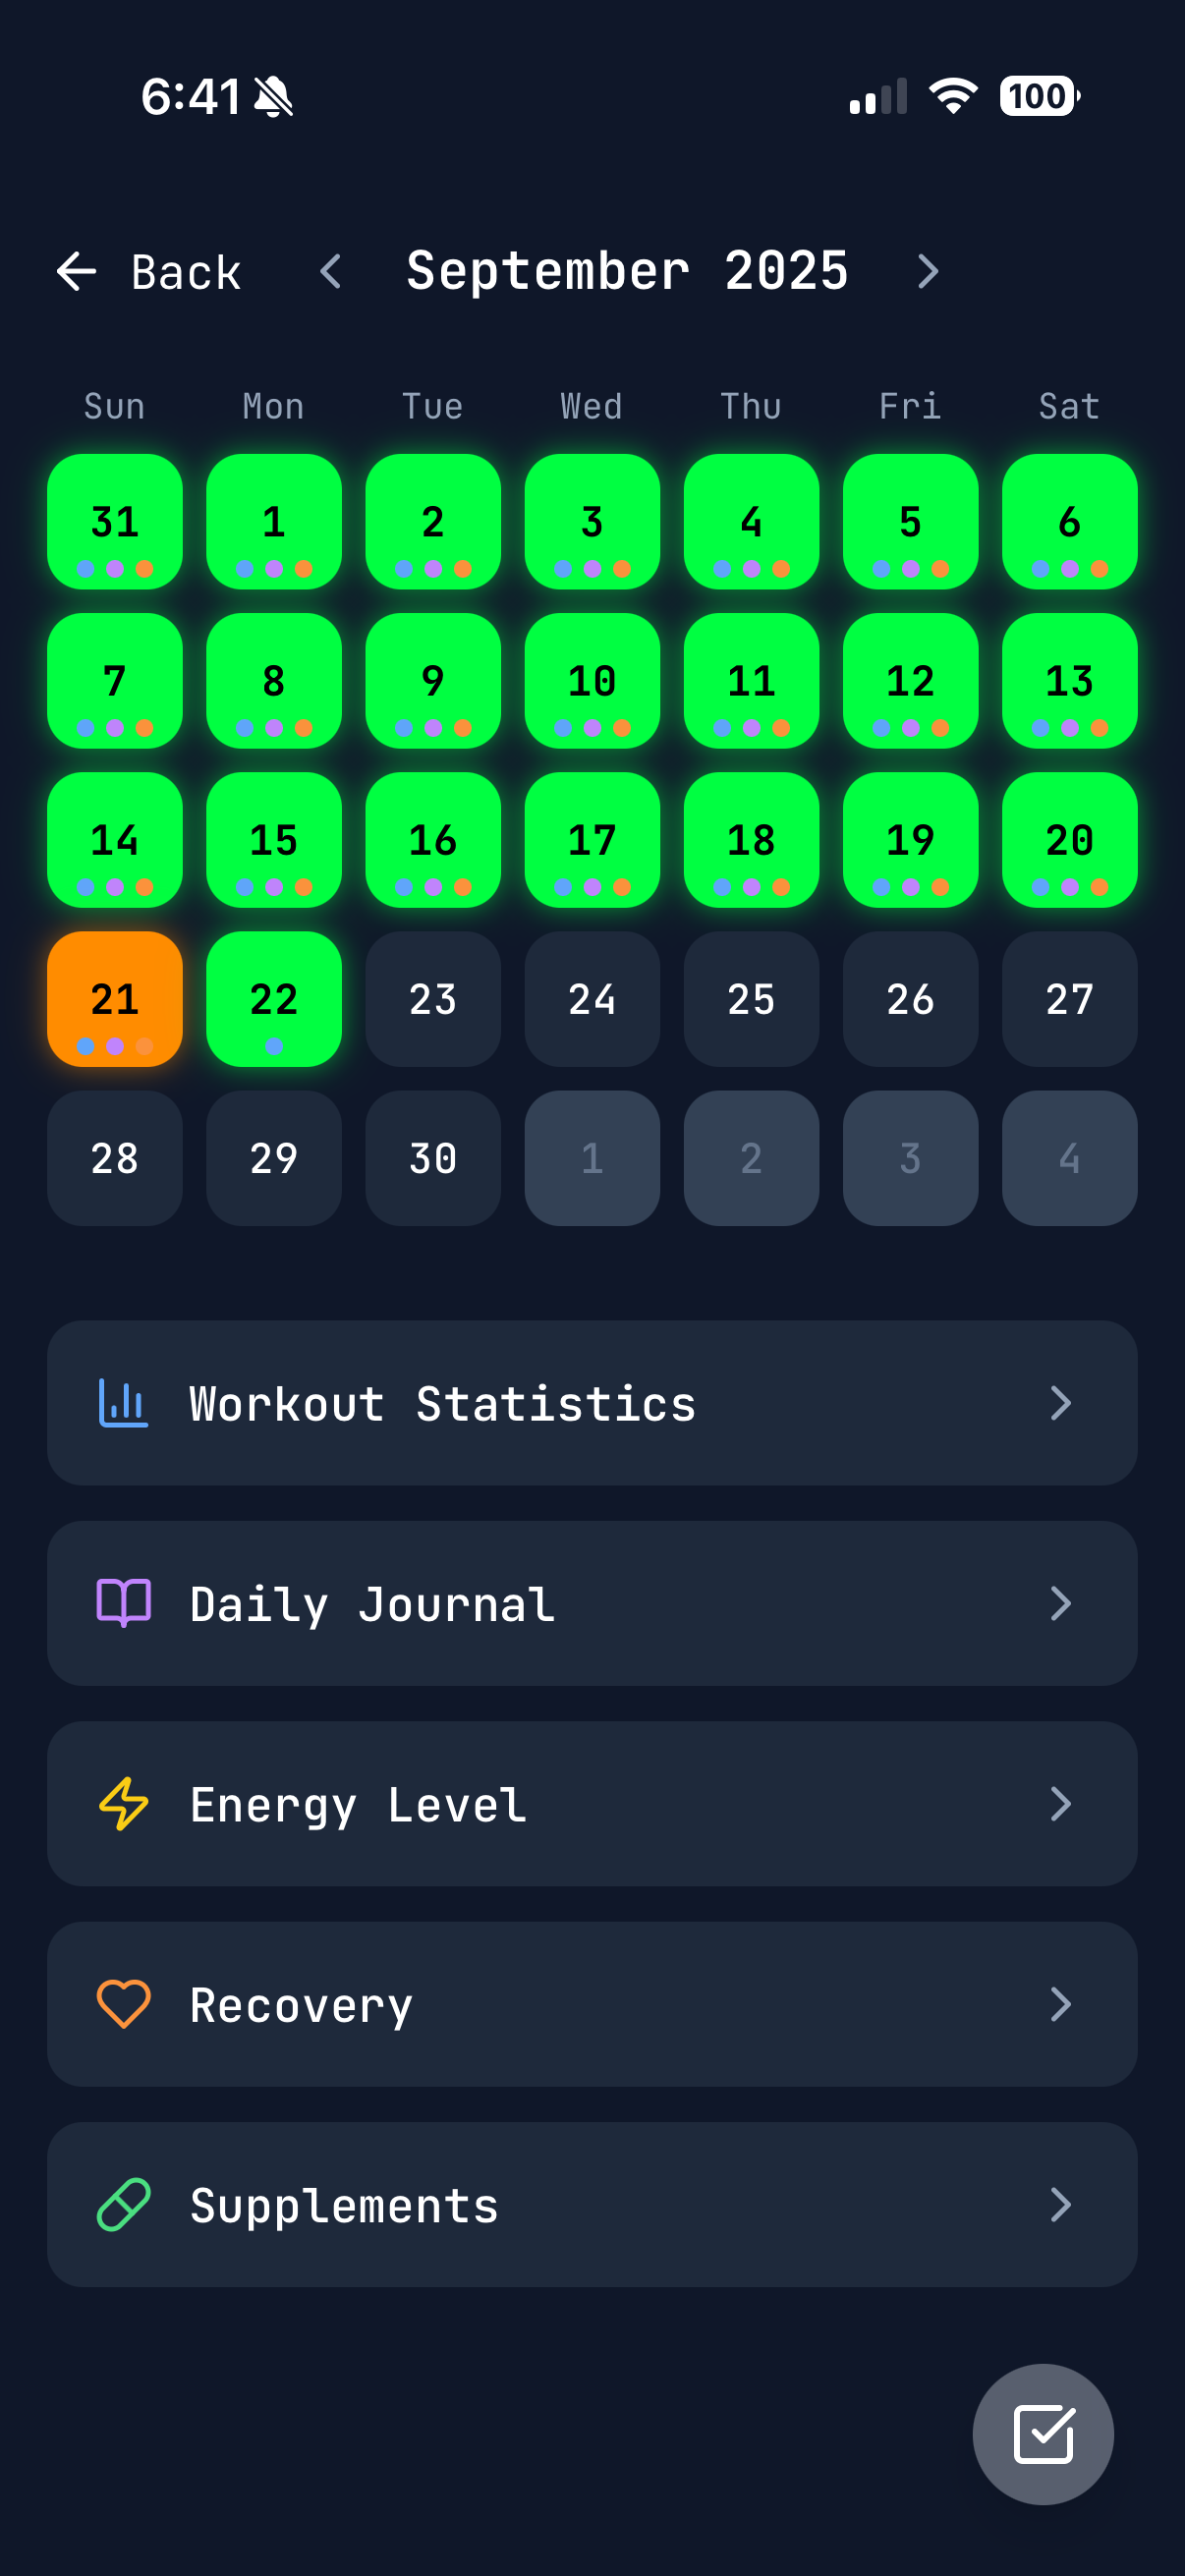 6:41 100
Back September 2025
Sun Mon Tue Wed Thu Fri Sat
31 1 2 3 4 5 6
7 8 9 10 11 12 13
14 15 16 17 18 19 20
21 22 23 24 25 26 27
28 29 30 1 2 3 4
Workout Statistics
Daily Journal
Energy Level
Recovery
Supplements